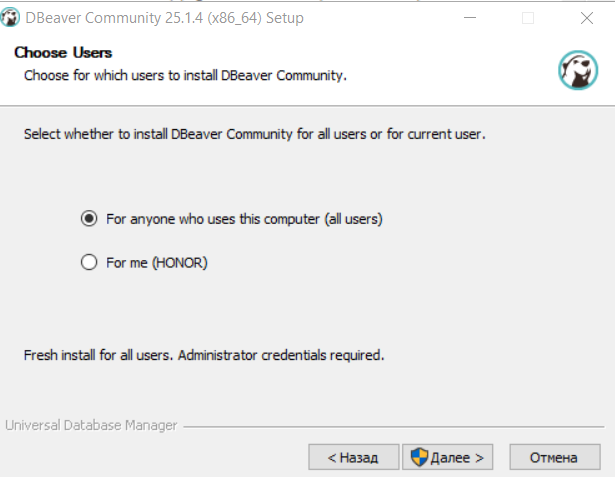 DBeaver Community 25.1.4 (x86_64) Setup
Choose Users
Choose for which users to install DBeaver Community.
Select whether to install DBeaver Community for all users or for current user.
For anyone who uses this computer (all users)
For me (HONOR)
Fresh install for all users. Administrator credentials required.
Universal Database Manager
< Назад
Далее >
Отмена